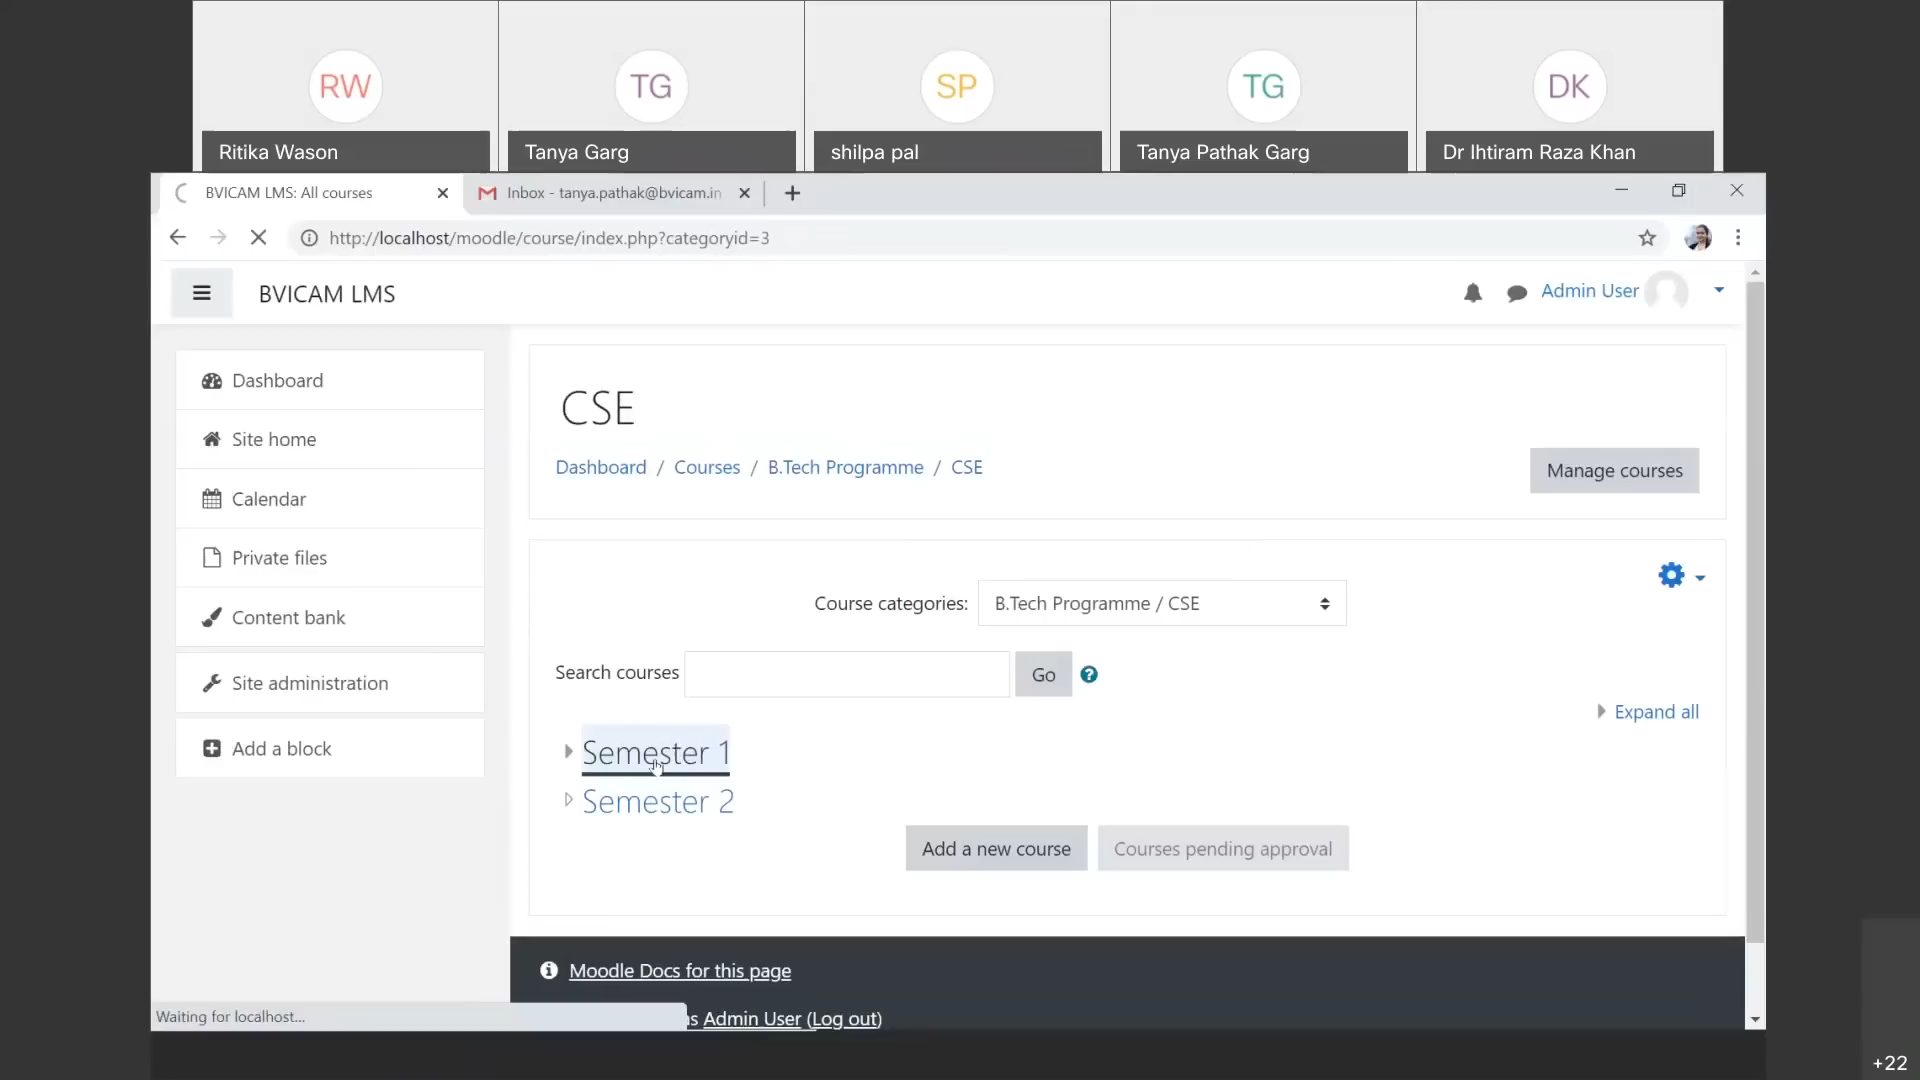 RW
TG
SP
TG
DK
Ritika Wason
Tanya Garg
shilpa pal
Tanya Pathak Garg
Dr Ihtiram Raza Khan
BVICAM LMS: All courses
Inbox - tanya.pathak@bvicam.in
http://localhost/moodle/course/index.php?categoryid=3
BVICAM LMS
Admin User
Dashboard
Site home
Calendar
Private files
Content bank
Site administration
Add a block
CSE
Dashboard / Courses / B.Tech Programme / CSE
Manage courses
Course categories: B.Tech Programme / CSE
Search courses
Go
Expand all
Semester 1
Semester 2
Add a new course
Courses pending approval
Moodle Docs for this page
Waiting for localhost...
Admin User (Log out)
+22